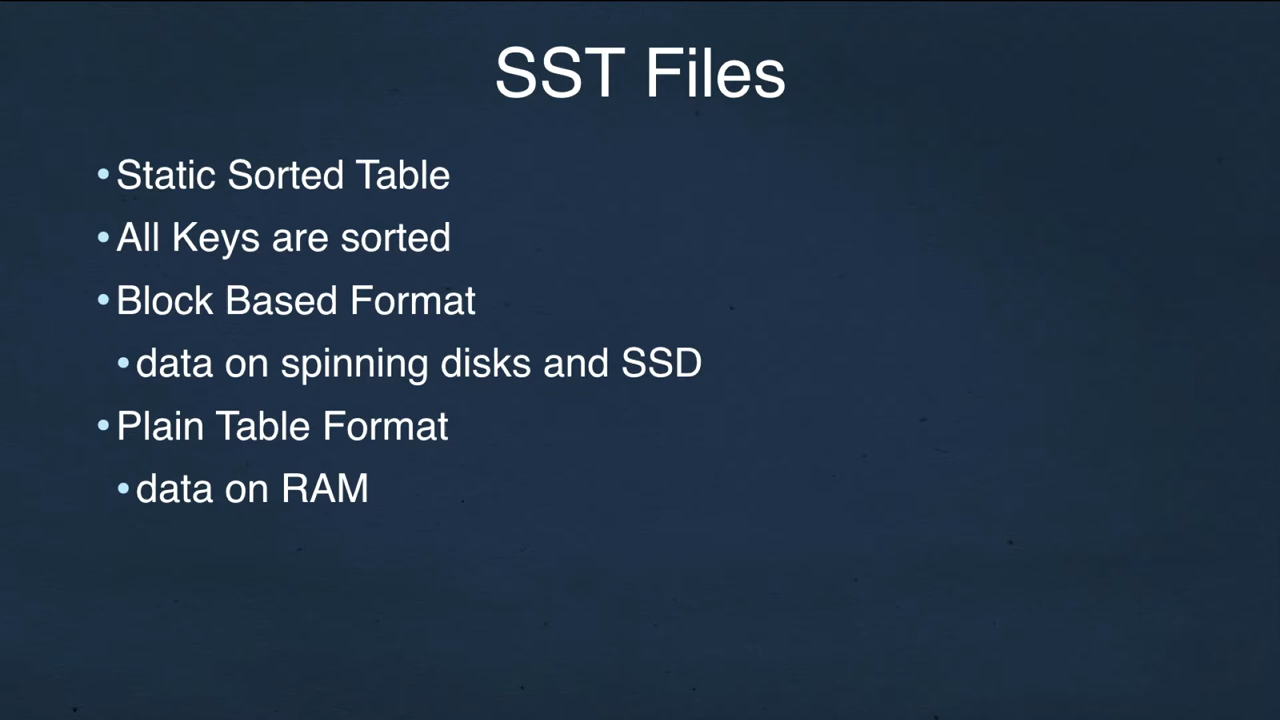 SST Files
•Static Sorted Table
•All Keys are sorted
•Block Based Format
•data on spinning disks and SSD
•Plain Table Format
•data on RAM